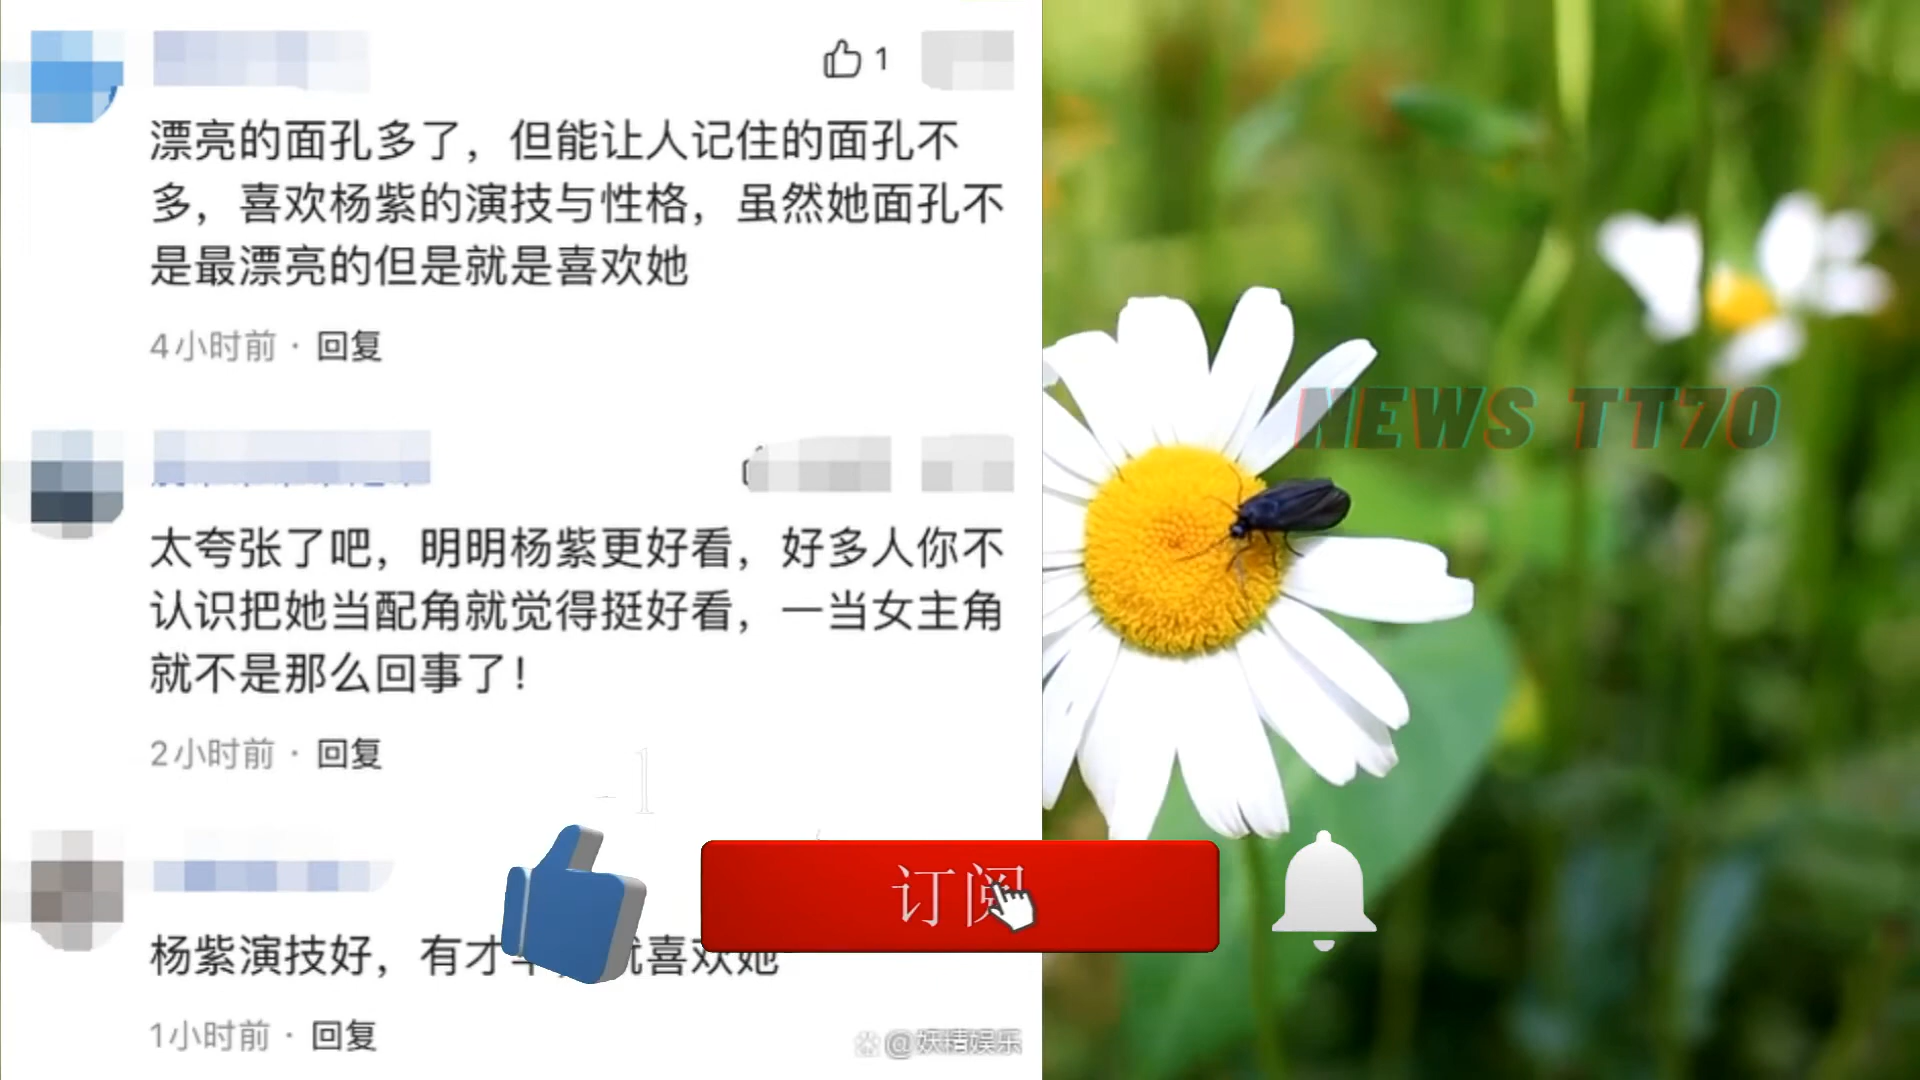 1
漂亮的面孔多了，但能让人记住的面孔不
多，喜欢杨紫的演技与性格，虽然她面孔不
是最漂亮的但是就是喜欢她
4小时前 · 回复
太夸张了吧，明明杨紫更好看，好多人你不
认识把她当配角就觉得挺好看，一当女主角
就不是那么回事了！
2小时前 · 回复
NEWS TT70
1
订阅
杨紫演技好，有才华，就喜欢她
1小时前 · 回复
@妖精娱乐